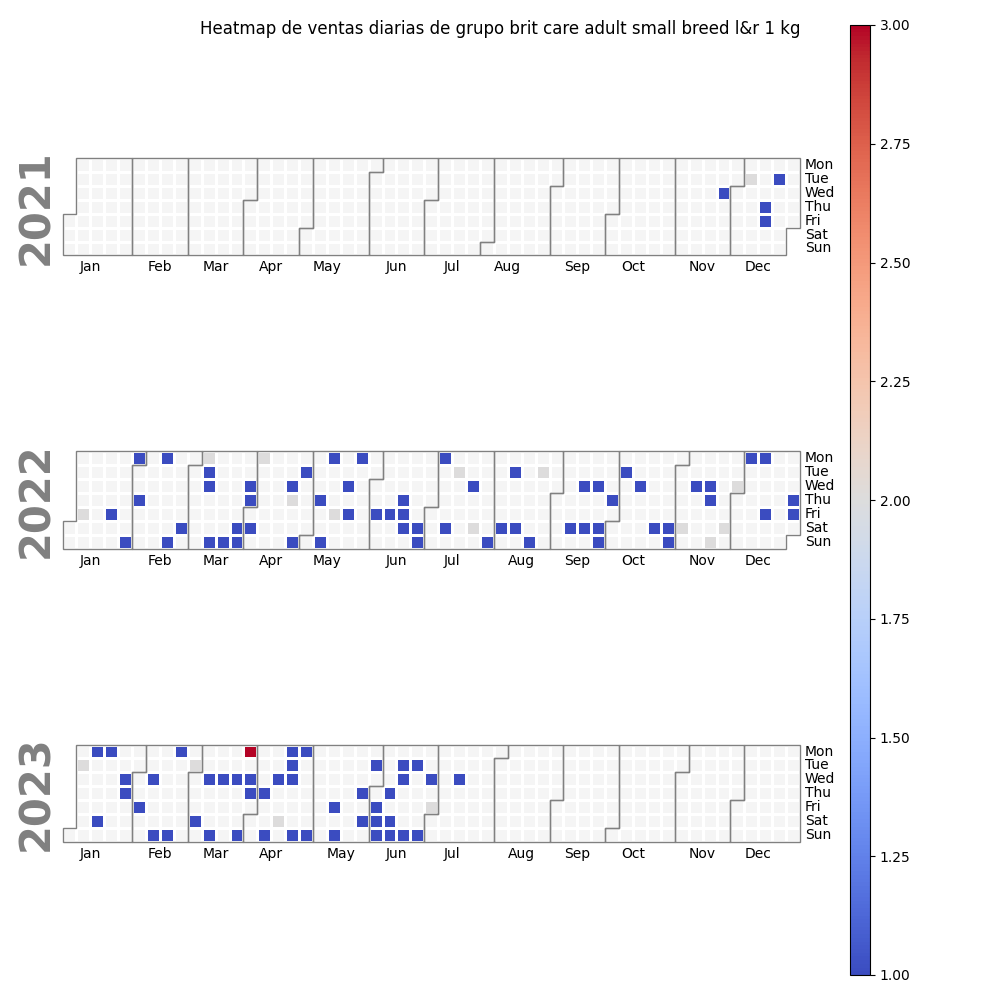 Heatmap de ventas diarias de grupo brit care adult small breed l&r 1 kg
2021
Mon
Tue
Wed
Thu
Fri
Sat
Sun
Jan Feb Mar Apr May Jun Jul Aug Sep Oct Nov Dec
2022
Mon
Tue
Wed
Thu
Fri
Sat
Sun
Jan Feb Mar Apr May Jun Jul Aug Sep Oct Nov Dec
2023
Mon
Tue
Wed
Thu
Fri
Sat
Sun
Jan Feb Mar Apr May Jun Jul Aug Sep Oct Nov Dec
3.00
2.75
2.50
2.25
2.00
1.75
1.50
1.25
1.00